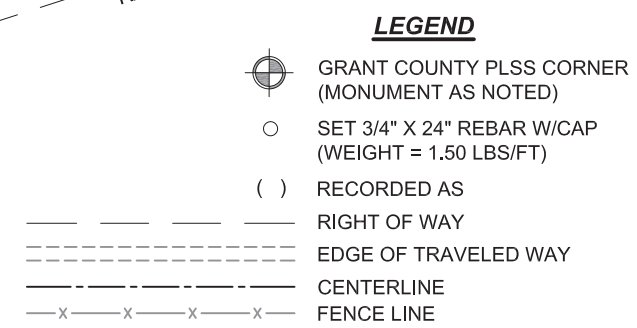 LEGEND
GRANT COUNTY PLSS CORNER
(MONUMENT AS NOTED)
SET 3/4" X 24" REBAR W/CAP
(WEIGHT = 1.50 LBS/FT)
( ) RECORDED AS
RIGHT OF WAY
EDGE OF TRAVELED WAY
CENTERLINE
X X X X FENCE LINE